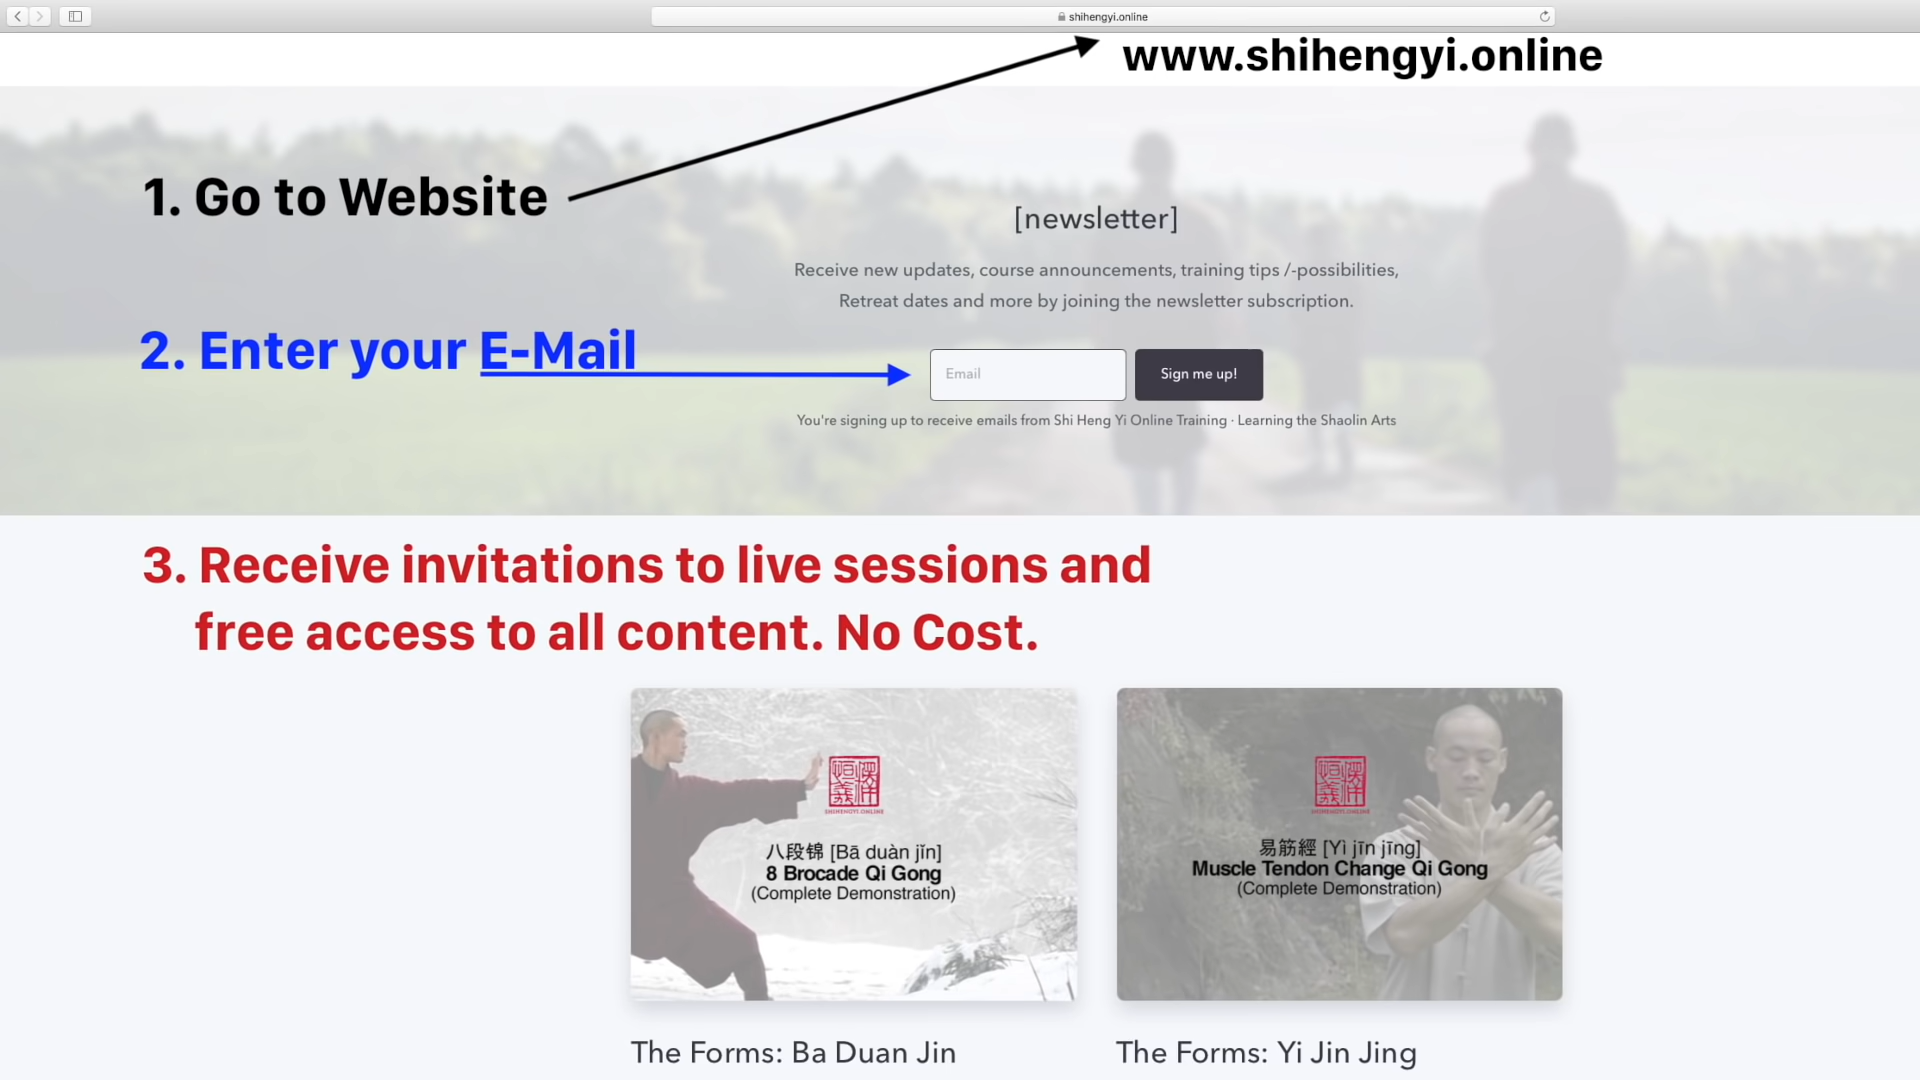 shihengyi.online
www.shihengyi.online
1. Go to Website
[newsletter]
Receive new updates, course announcements, training tips /-possibilities,
Retreat dates and more by joining the newsletter subscription.
2. Enter your E-Mail
Email
Sign me up!
You're signing up to receive emails from Shi Heng Yi Online Training · Learning the Shaolin Arts
3. Receive invitations to live sessions and
free access to all content. No Cost.
SHIHENGYI.ONLINE
八段锦 [Bā duàn jǐn]
8 Brocade Qi Gong
(Complete Demonstration)
The Forms: Ba Duan Jin
SHIHENGYI.ONLINE
易筋經 [Yì jīn jīng]
Muscle Tendon Change Qi Gong
(Complete Demonstration)
The Forms: Yi Jin Jing